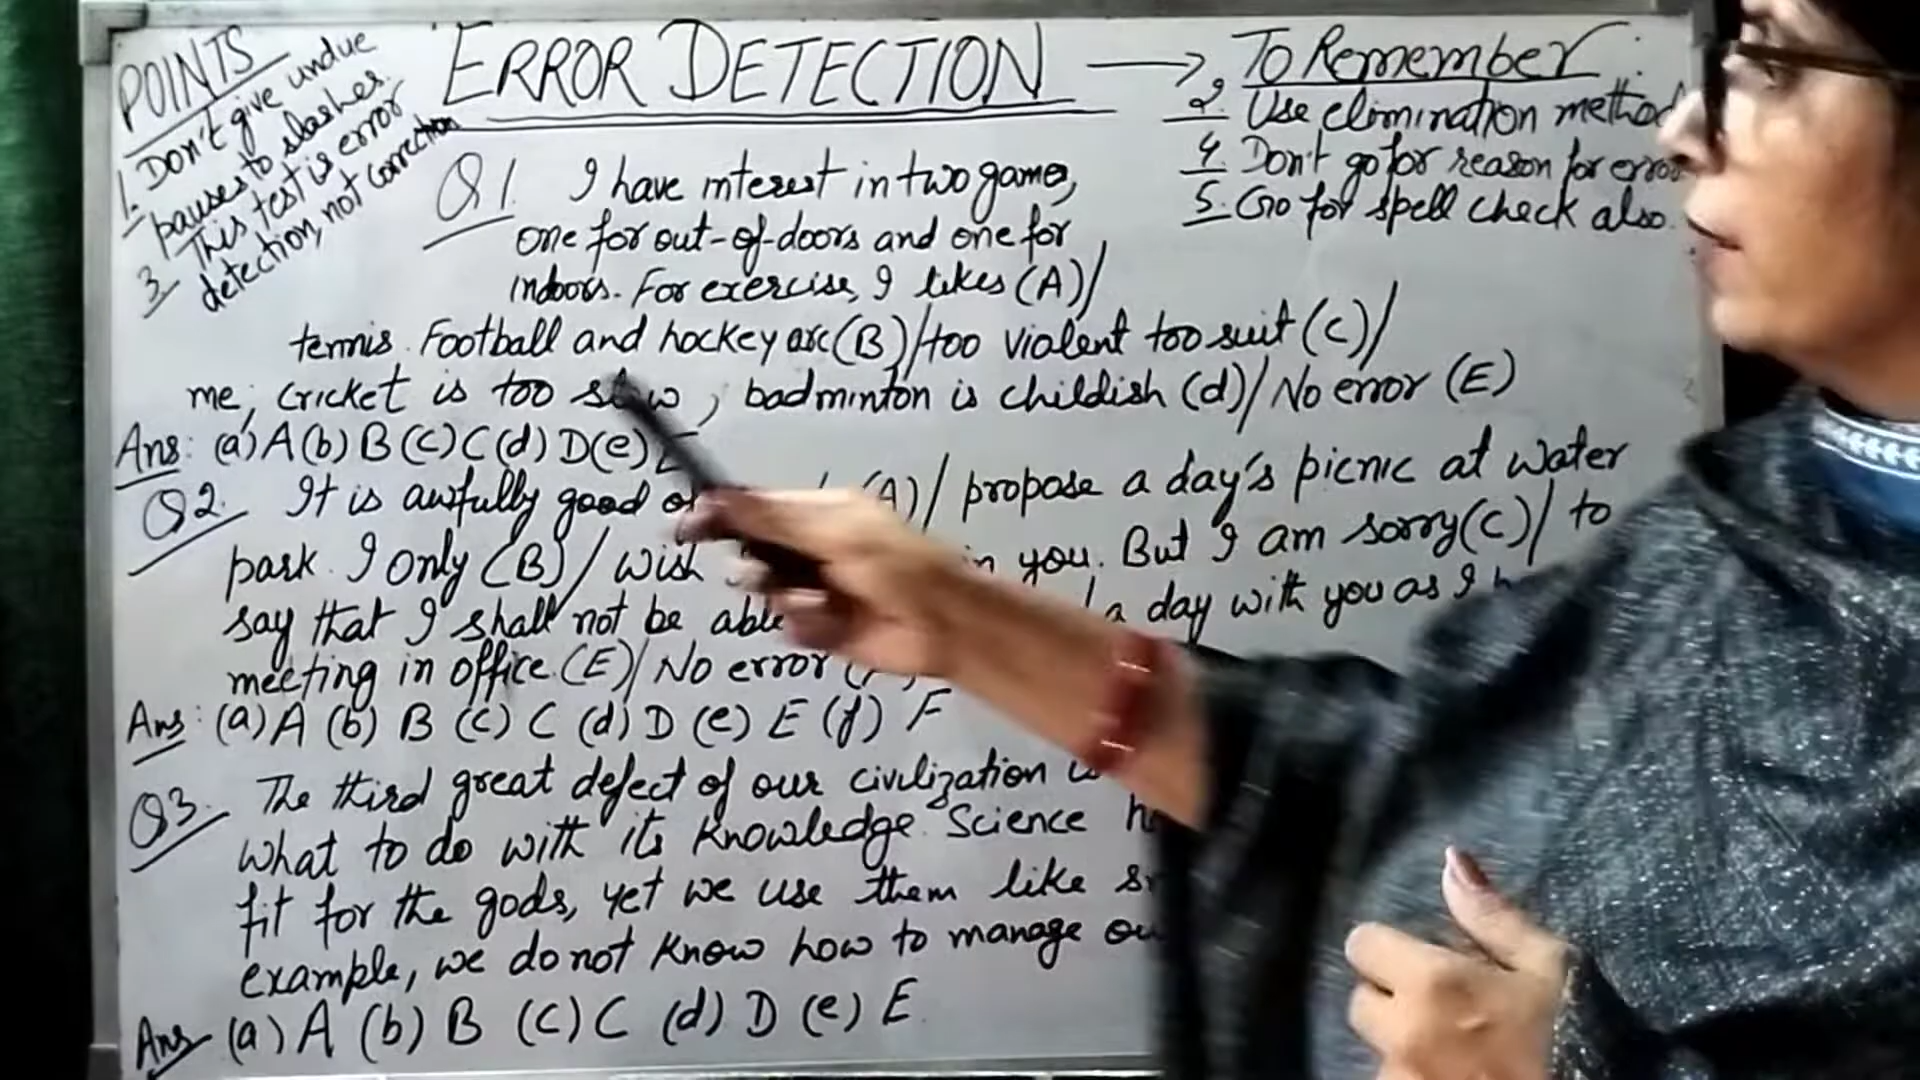 POINTS
1. Don't give undue
pauses to slashes.
3 This test is error
detection, not correction
ERROR DETECTION → To Remember:
2. Use elimination method
4. Don't go for reason for error
5. Go for spell check also.
Q1. I have interest in two games,
one for out-of-doors and one for
indoors. For exercise, I likes (A)/
tennis. Football and hockey are (B)/too violent too suit (C)/
me; cricket is too slow; badminton is childish (d)/ No error (E)
Ans: (a) A (b) B (c) C (d) D (e)
Q2. It is awfully good of (A)/ propose a day's picnic at water
park. I only (B)/ wish in you. But I am sorry (C)/ to
say that I shall not be able a day with you as I
meeting in office (E)/ No error
Ans: (a) A (b) B (c) C (d) D (e) E (f) F
Q3. The third great defect of our civilization
what to do with its knowledge. Science
fit for the gods, yet we use them like
example, we do not know how to manage
Ans (a) A (b) B (c) C (d) D (e) E